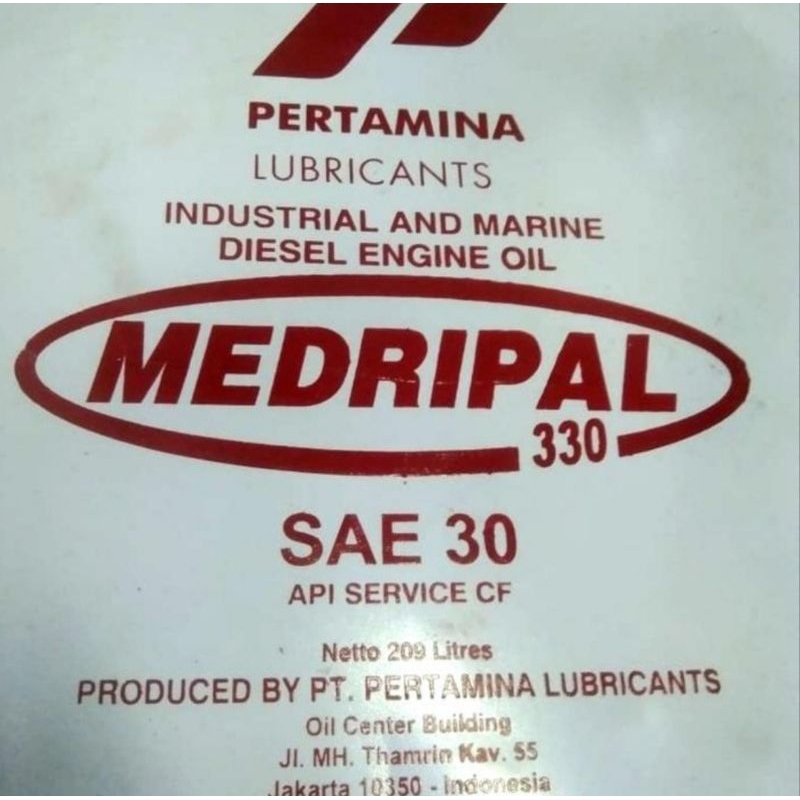 PERTAMINA
LUBRICANTS
INDUSTRIAL AND MARINE
DIESEL ENGINE OIL
MEDRIPAL
330
SAE 30
API SERVICE CF
Netto 209 Litres
PRODUCED BY PT. PERTAMINA LUBRICANTS
Oil Center Building
Jl. MH. Thamrin Kav. 55
Jakarta 10350 - Indonesia